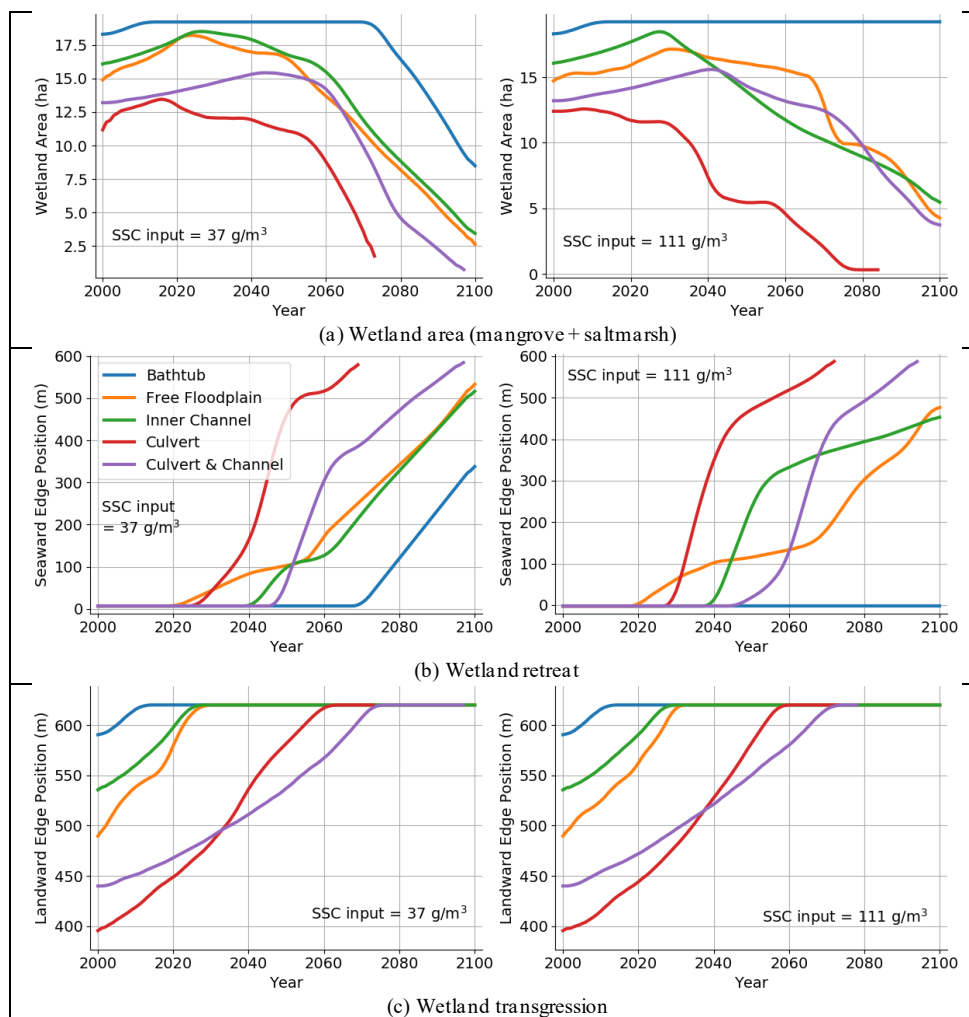 17.5
15.0
12.5
10.0
7.5
5.0
2.5
Wetland Area (ha)
SSC input = 37 g/m³
2000 2020 2040 2060 2080 2100
Year
15
10
5
0
Wetland Area (ha)
SSC input = 111 g/m³
2000 2020 2040 2060 2080 2100
Year
(a) Wetland area (mangrove + saltmarsh)
600
500
400
300
200
100
0
Seaward Edge Position (m)
Bathtub
Free Floodplain
Inner Channel
Culvert
Culvert & Channel
SSC input
= 37 g/m³
2000 2020 2040 2060 2080 2100
Year
600
500
400
300
200
100
0
Seaward Edge Position (m)
SSC input = 111 g/m³
2000 2020 2040 2060 2080 2100
Year
(b) Wetland retreat
600
550
500
450
400
Landward Edge Position (m)
SSC input = 37 g/m³
2000 2020 2040 2060 2080 2100
Year
600
550
500
450
400
Landward Edge Position (m)
SSC input = 111 g/m³
2000 2020 2040 2060 2080 2100
Year
(c) Wetland transgression